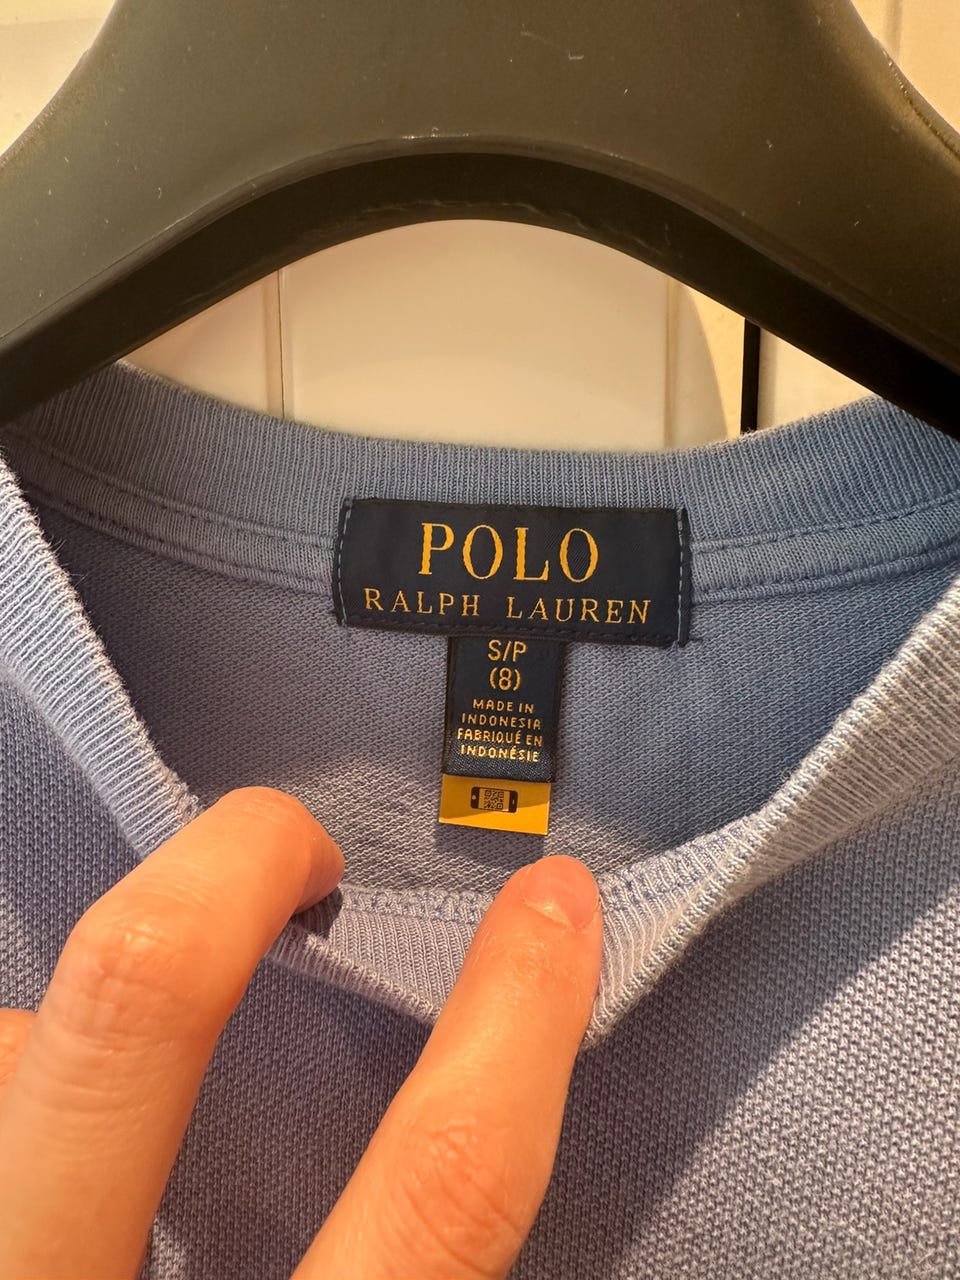 POLO
RALPH LAUREN
S/P
(8)
MADE IN
INDONESIA
FABRIQUÉ EN
INDONÉSIE